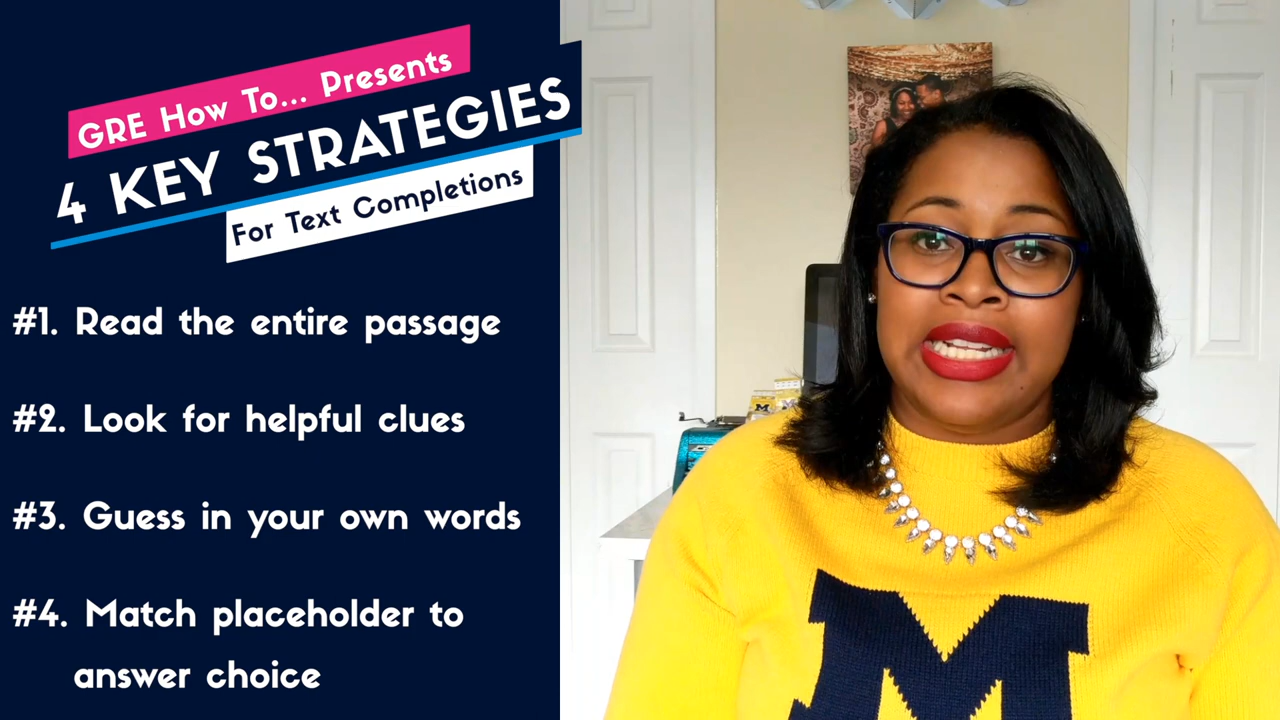 GRE How To... Presents
4 KEY STRATEGIES
For Text Completions
#1. Read the entire passage
#2. Look for helpful clues
#3. Guess in your own words
#4. Match placeholder to
answer choice
M
M